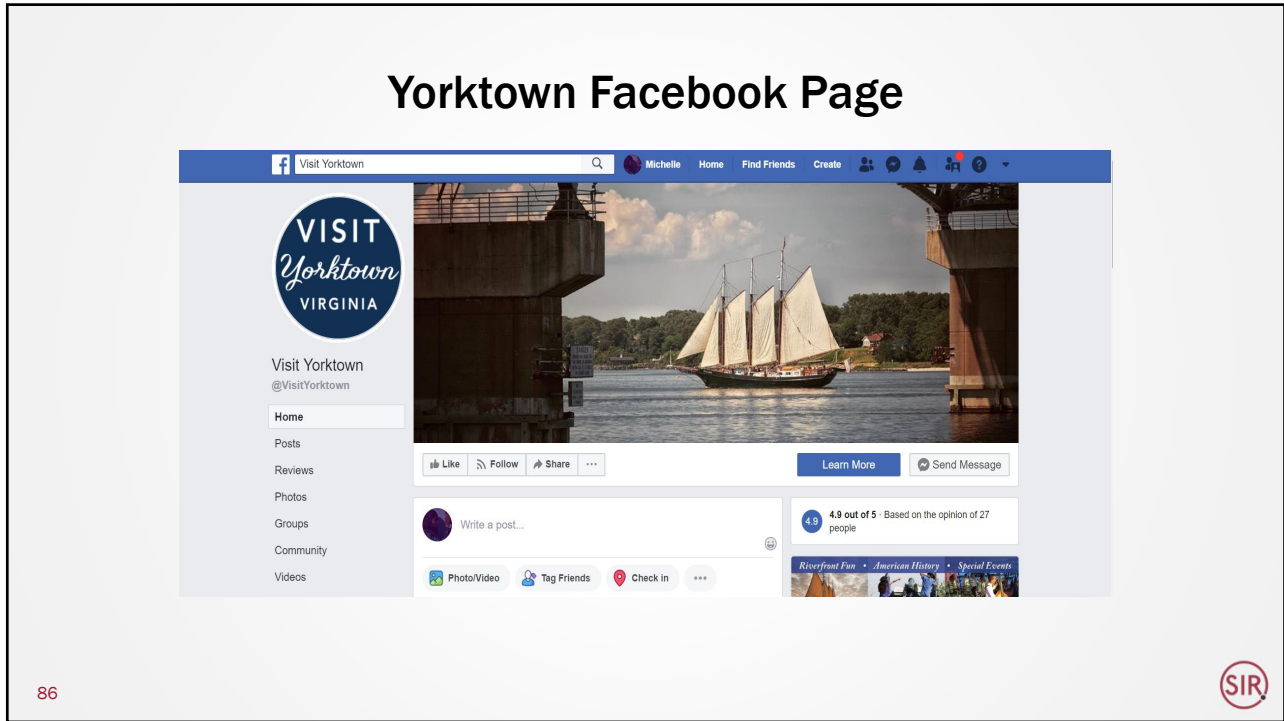 Yorktown Facebook Page
f Visit Yorktown Michelle Home Find Friends Create
VISIT
Yorktown
VIRGINIA
Visit Yorktown
@VisitYorktown
Home
Posts
Reviews
Photos
Groups
Community
Videos
Like Follow Share ...
Learn More Send Message
Write a post...
Photo/Video Tag Friends Check in ...
4.9 4.9 out of 5 · Based on the opinion of 27
people
Riverfront Fun • American History • Special Events
86
SIR.